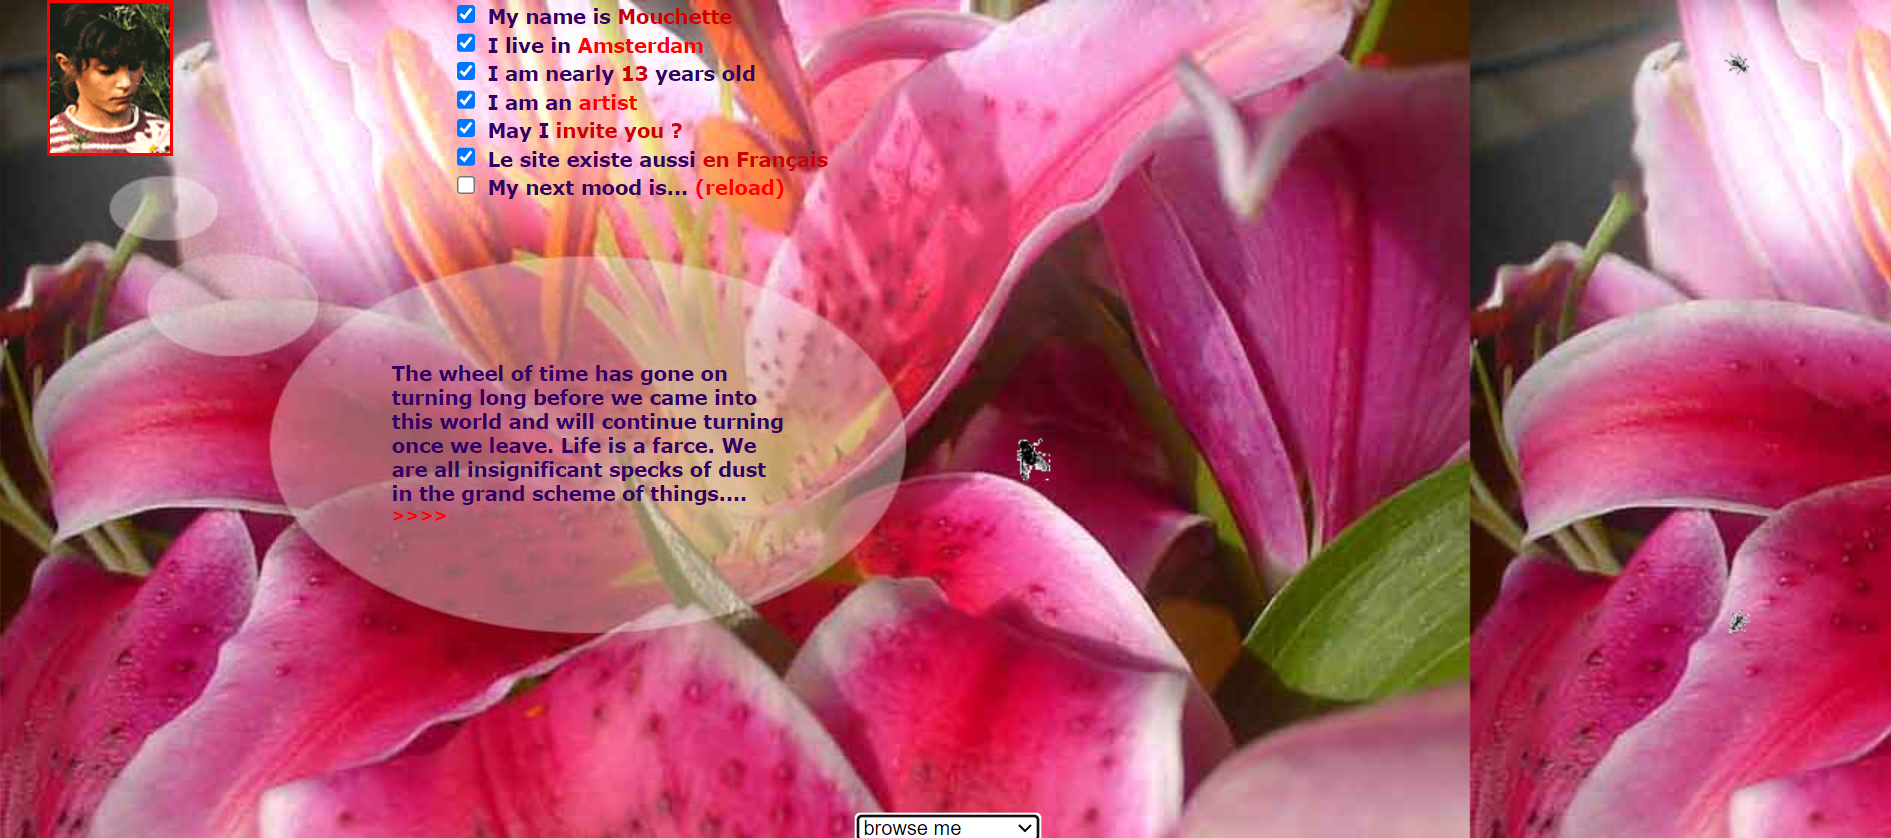 My name is Mouchette
I live in Amsterdam
I am nearly 13 years old
I am an artist
May I invite you ?
Le site existe aussi en Français
My next mood is... (reload)
The wheel of time has gone on
turning long before we came into
this world and will continue turning
once we leave. Life is a farce. We
are all insignificant specks of dust
in the grand scheme of things....
>>>>
browse me